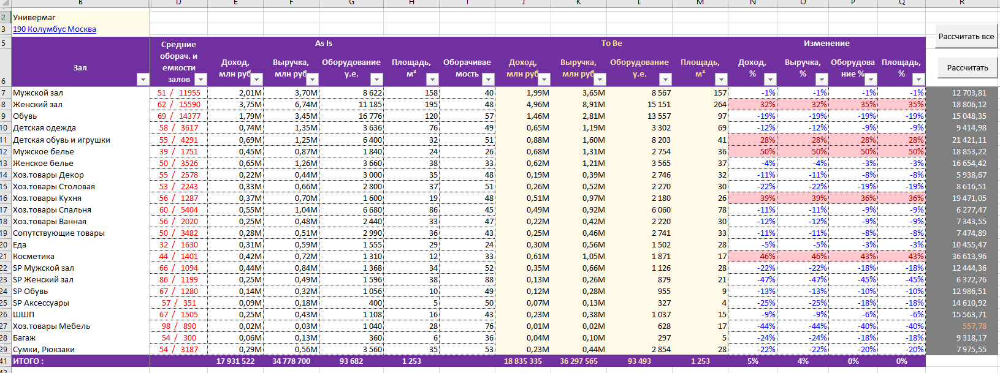 B D E F G H I J K L M N O P Q R
2 Универмаг
3 190 Колумбус Москва
Рассчитать все
5 Средние оборач. и емкости залов As Is To Be Изменение
6 Зал Доход, млн руб Выручка, млн руб Оборудование у.е. Площадь, м² Оборачивае мость Доход, млн руб Выручка, млн руб Оборудование у.е. Площадь, м² Доход, % Выручка, % Оборудова ние % Площадь, % Рассчитать
7 Мужской зал 51 / 11955 2,01M 3,70M 8 622 158 40 1,99M 3,65M 8 567 157 -1% -1% -1% -1% 12 703,81
8 Женский зал 62 / 15590 3,75M 6,74M 11 185 195 48 4,96M 8,91M 15 151 264 32% 32% 35% 35% 18 806,12
9 Обувь 69 / 14377 1,79M 3,45M 16 776 120 57 1,46M 2,81M 13 557 97 -19% -19% -19% -19% 15 048,35
10 Детская одежда 58 / 3617 0,74M 1,35M 3 636 76 49 0,65M 1,19M 3 302 69 -12% -12% -9% -9% 9 414,98
11 Детская обувь и игрушки 55 / 4291 0,69M 1,25M 6 400 32 51 0,88M 1,60M 8 203 41 28% 28% 28% 28% 21 421,11
12 Мужское белье 39 / 1751 0,45M 0,87M 1 840 24 26 0,68M 1,31M 2 754 36 50% 50% 50% 50% 18 853,22
13 Женское белье 50 / 3526 0,65M 1,26M 3 660 38 33 0,62M 1,21M 3 565 37 -4% -4% -3% -3% 16 654,42
14 Хоз.товары Декор 55 / 2578 0,22M 0,44M 3 000 35 48 0,19M 0,39M 2 746 32 -11% -11% -8% -8% 5 938,67
15 Хоз.товары Столовая 53 / 2243 0,33M 0,66M 2 800 37 51 0,26M 0,52M 2 270 30 -22% -22% -19% -19% 8 616,51
16 Хоз.товары Кухня 56 / 1287 0,37M 0,70M 1 600 19 48 0,51M 0,97M 2 180 26 39% 39% 36% 36% 19 471,05
17 Хоз.товары Спальня 60 / 5404 0,55M 1,04M 6 680 86 45 0,49M 0,92M 6 060 78 -11% -11% -9% -9% 6 277,47
18 Хоз.товары Ванная 56 / 2020 0,25M 0,48M 2 440 33 47 0,22M 0,42M 2 220 30 -12% -12% -9% -9% 7 343,55
19 Сопутствующие товары 50 / 3482 0,28M 0,51M 2 990 36 43 0,25M 0,46M 2 741 33 -11% -11% -8% -8% 7 474,89
20 Еда 32 / 1630 0,31M 0,59M 1 555 29 24 0,30M 0,56M 1 502 28 -5% -5% -3% -3% 10 455,47
21 Косметика 44 / 1401 0,42M 0,72M 1 310 12 33 0,61M 1,05M 1 871 17 46% 46% 43% 43% 36 613,96
22 SP Мужской зал 66 / 1094 0,44M 0,84M 1 368 34 52 0,35M 0,66M 1 126 28 -22% -22% -18% -18% 12 444,36
23 SP Женский зал 86 / 1199 0,25M 0,49M 1 596 38 88 0,13M 0,26M 879 21 -47% -47% -45% -45% 6 372,76
24 SP Обувь 67 / 1280 0,14M 0,32M 1 056 10 49 0,12M 0,28M 955 9 -13% -13% -10% -10% 12 986,51
25 SP Аксессуары 57 / 351 0,09M 0,18M 400 5 50 0,07M 0,13M 327 4 -25% -25% -18% -18% 14 610,92
26 ШШП 67 / 1505 0,25M 0,43M 1 108 16 43 0,23M 0,38M 1 037 15 -9% -9% -6% -6% 15 563,71
27 Хоз.товары Мебель 98 / 890 0,02M 0,03M 1 040 28 76 0,01M 0,02M 628 17 -44% -44% -40% -40% 557,78
28 Багаж 54 / 300 0,06M 0,13M 360 6 36 0,04M 0,10M 297 5 -24% -24% -18% -18% 9 318,17
29 Сумки, Рюкзаки 54 / 3187 0,29M 0,56M 3 560 35 53 0,23M 0,44M 2 854 28 -22% -22% -20% -20% 7 975,55
41 ИТОГО : 17 931 522 34 778 700 93 682 1 253 18 835 335 36 297 565 93 493 1 253 5% 4% 0% 0%
42